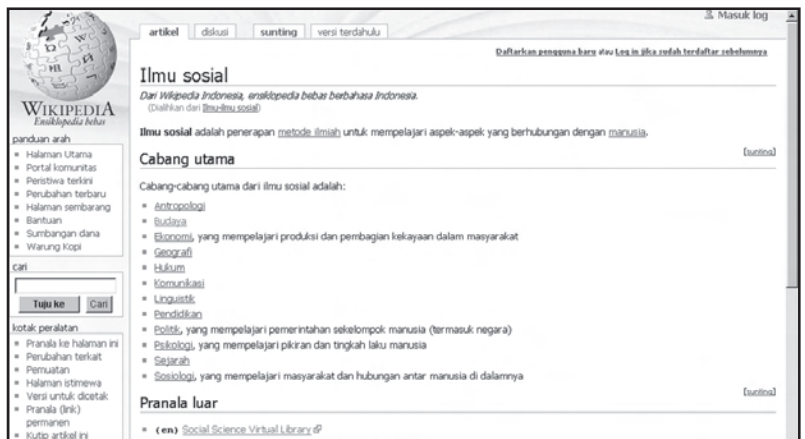 Masuk log
artikel diskusi sunting versi terdahulu
Daftarkan pengguna baru atau Log in jika sudah terdaftar sebelumnya
Ilmu sosial
Dari Wikipedia Indonesia, ensiklopedia bebas berbahasa Indonesia.
(Dialihkan dari Ilmu-ilmu sosial)
Ilmu sosial adalah penerapan metode ilmiah untuk mempelajari aspek-aspek yang berhubungan dengan manusia.
Cabang utama
[sunting]
Cabang-cabang utama dari ilmu sosial adalah:
Antropologi
Budaya
Ekonomi, yang mempelajari produksi dan pembagian kekayaan dalam masyarakat
Geografi
Hukum
Komunikasi
Linguistik
Pendidikan
Politik, yang mempelajari pemerintahan sekelompok manusia (termasuk negara)
Psikologi, yang mempelajari pikiran dan tingkah laku manusia
Sejarah
Sosiologi, yang mempelajari masyarakat dan hubungan antar manusia di dalamnya
[sunting]
Pranala luar
(en) Social Science Virtual Library
WIKIPEDIA
Ensiklopedia bebas
panduan arah
Halaman Utama
Portal komunitas
Peristiwa terkini
Perubahan terbaru
Halaman sembarang
Bantuan
Sumbangan dana
Warung Kopi
cari
Tuju ke Cari
kotak peralatan
Pranala ke halaman ini
Perubahan terkait
Pemuatan
Halaman istimewa
Versi untuk dicetak
Pranala (link)
permanen
Kutip artikel ini